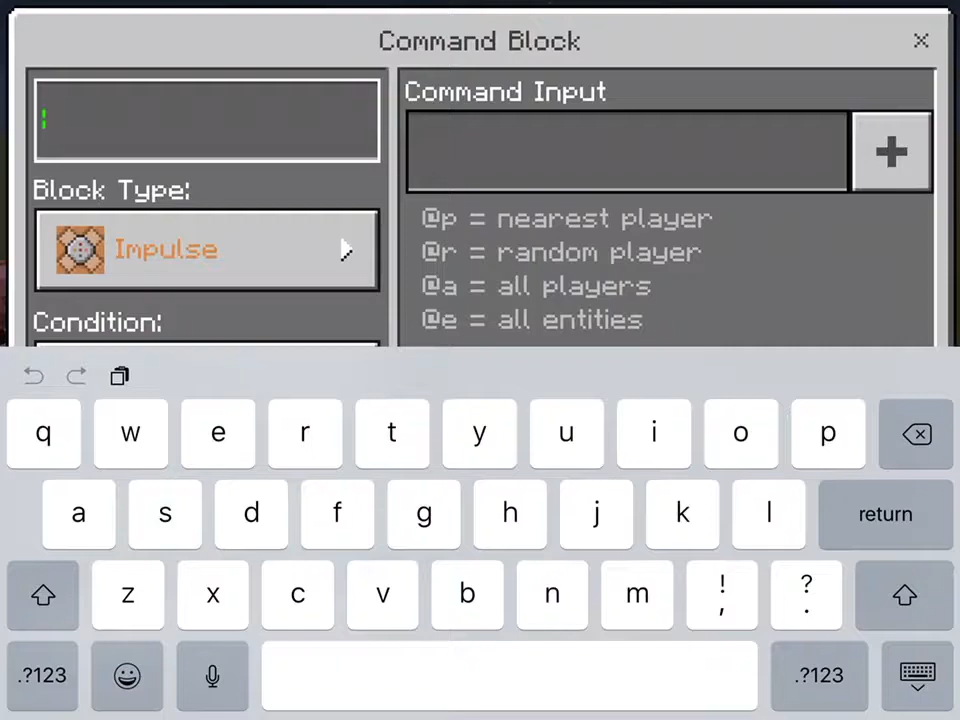 Command Block
Command Input
Block Type:
Impulse
Condition:
@p = nearest player
@r = random player
@a = all players
@e = all entities
q w e r t y u i o p
a s d f g h j k l return
z x c v b n m ! , ? .
.?123 .?123